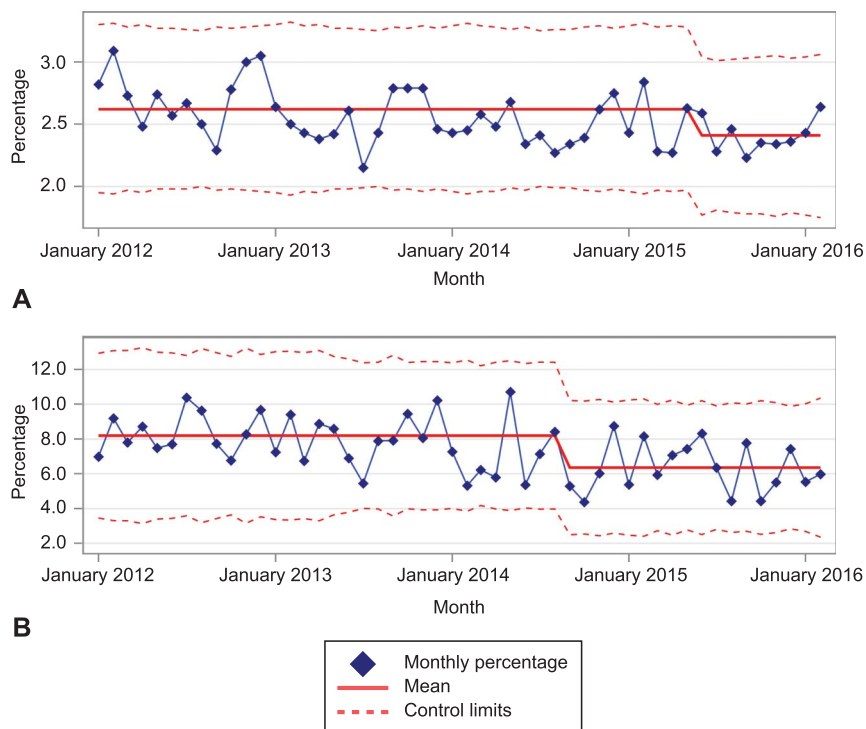 Percentage
3.0
2.5
2.0
January 2012 January 2013 January 2014 January 2015 January 2016
Month
A
Percentage
12.0
10.0
8.0
6.0
4.0
2.0
January 2012 January 2013 January 2014 January 2015 January 2016
Month
B
Monthly percentage
Mean
Control limits